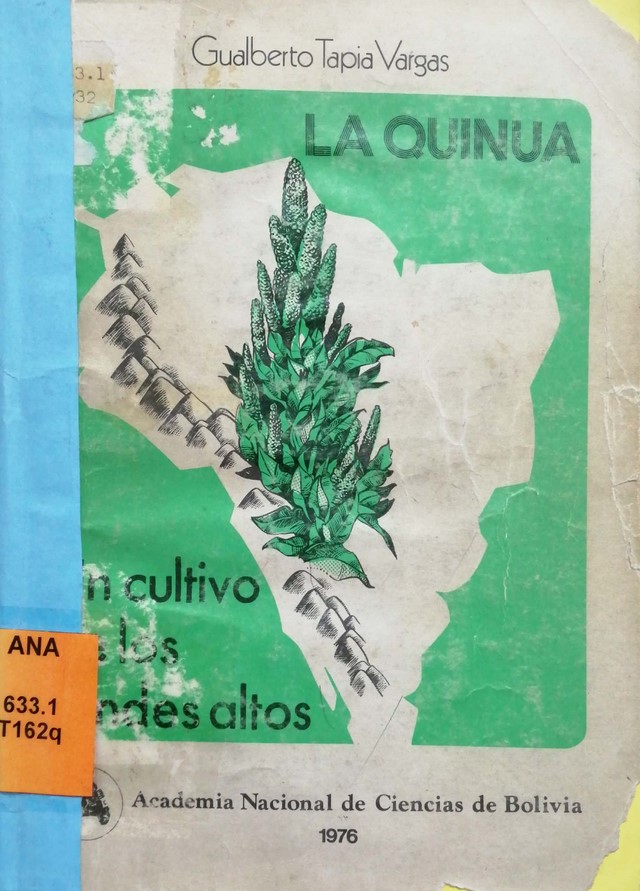 Gualberto Tapia Vargas
3.1
32
LA QUINUA
n cultivo
los
ndes altos
ANA
633.1
T162q
Academia Nacional de Ciencias de Bolivia
1976